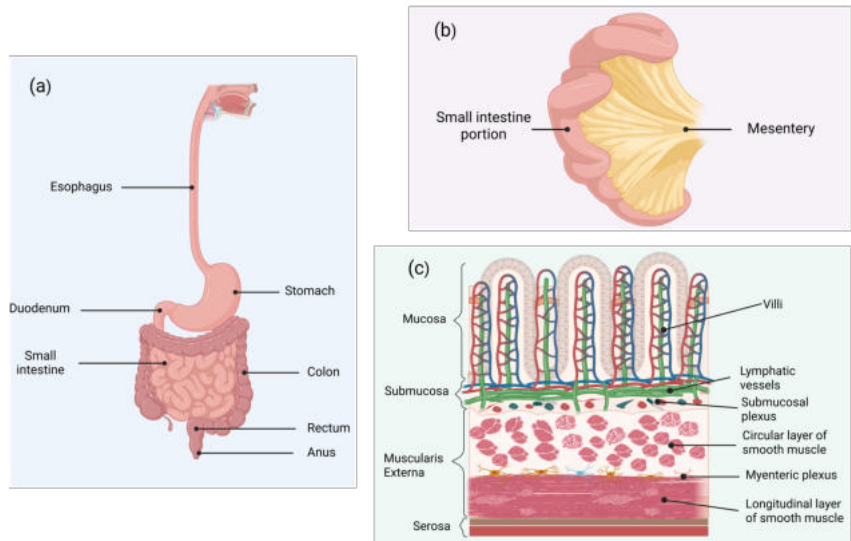 (a)
Esophagus
Stomach
Duodenum
Small
intestine
Colon
Rectum
Anus
(b)
Small intestine
portion
Mesentery
(c)
Mucosa
Villi
Submucosa
Lymphatic
vessels
Submucosal
plexus
Circular layer of
smooth muscle
Muscularis
Externa
Myenteric plexus
Longitudinal layer
of smooth muscle
Serosa